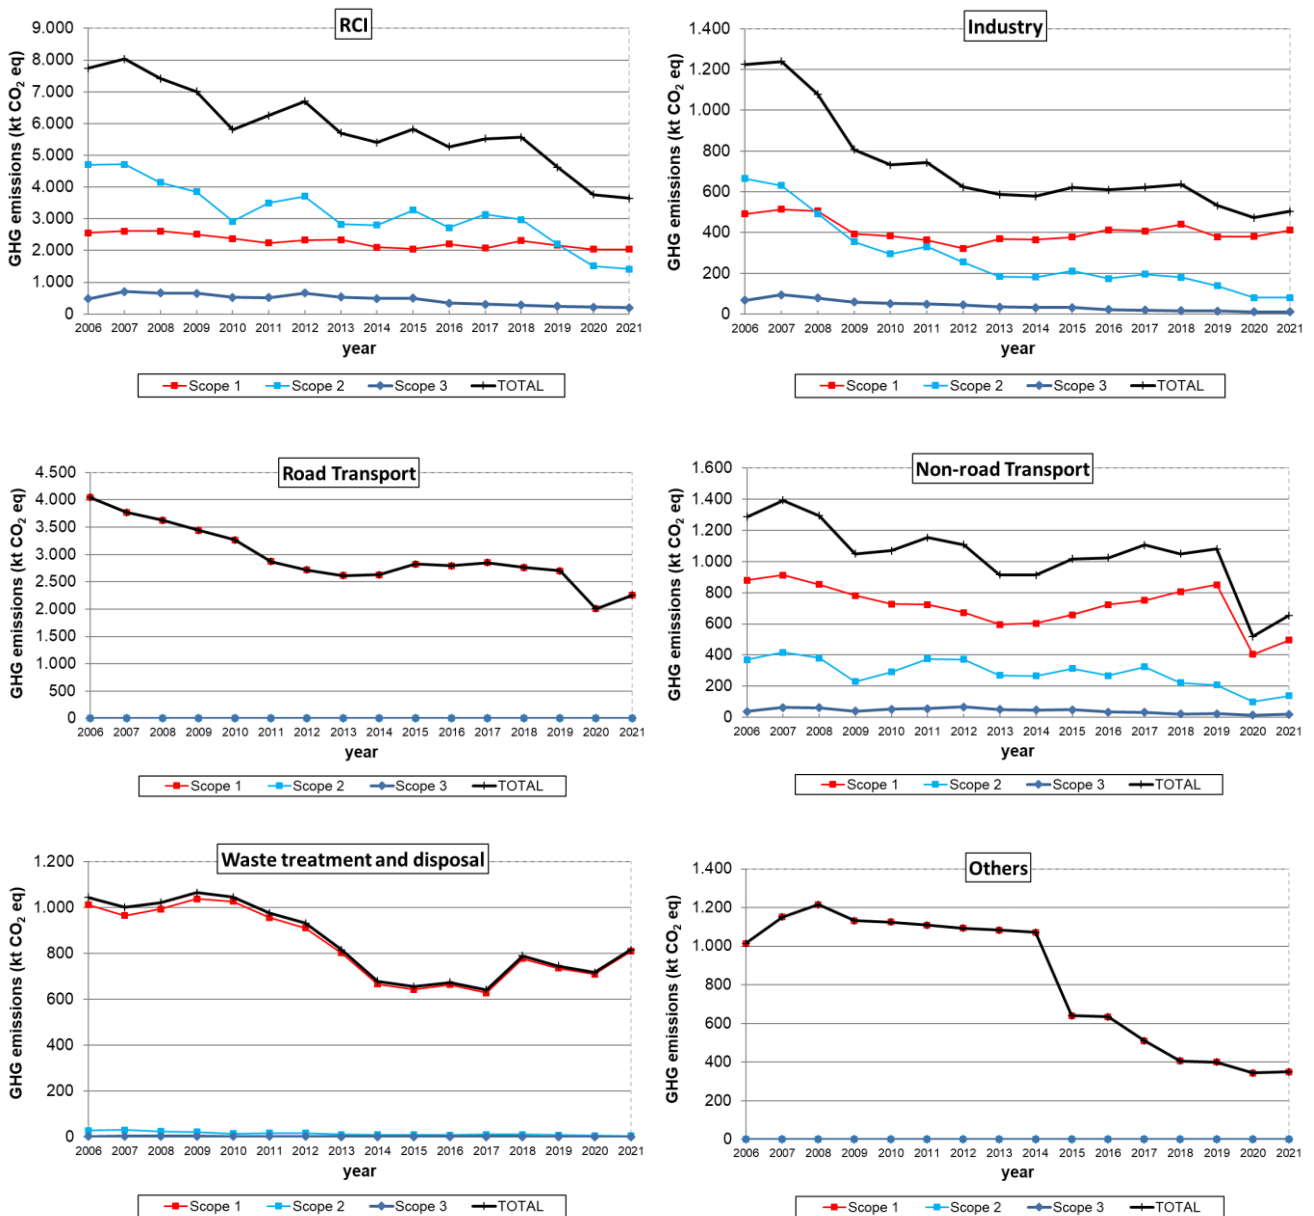 RCI
GHG emissions (kt CO₂ eq)
9.000
8.000
7.000
6.000
5.000
4.000
3.000
2.000
1.000
0
2006 2007 2008 2009 2010 2011 2012 2013 2014 2015 2016 2017 2018 2019 2020 2021
year
Scope 1 Scope 2 Scope 3 TOTAL
Industry
GHG emissions (kt CO₂ eq)
1.400
1.200
1.000
800
600
400
200
0
2006 2007 2008 2009 2010 2011 2012 2013 2014 2015 2016 2017 2018 2019 2020 2021
year
Scope 1 Scope 2 Scope 3 TOTAL
Road Transport
GHG emissions (kt CO₂ eq)
4.500
4.000
3.500
3.000
2.500
2.000
1.500
1.000
500
0
2006 2007 2008 2009 2010 2011 2012 2013 2014 2015 2016 2017 2018 2019 2020 2021
year
Scope 1 Scope 2 Scope 3 TOTAL
Non-road Transport
GHG emissions (kt CO₂ eq)
1.600
1.400
1.200
1.000
800
600
400
200
0
2006 2007 2008 2009 2010 2011 2012 2013 2014 2015 2016 2017 2018 2019 2020 2021
year
Scope 1 Scope 2 Scope 3 TOTAL
Waste treatment and disposal
GHG emissions (kt CO₂ eq)
1.200
1.000
800
600
400
200
0
2006 2007 2008 2009 2010 2011 2012 2013 2014 2015 2016 2017 2018 2019 2020 2021
year
Scope 1 Scope 2 Scope 3 TOTAL
Others
GHG emissions (kt CO₂ eq)
1.400
1.200
1.000
800
600
400
200
0
2006 2007 2008 2009 2010 2011 2012 2013 2014 2015 2016 2017 2018 2019 2020 2021
year
Scope 1 Scope 2 Scope 3 TOTAL